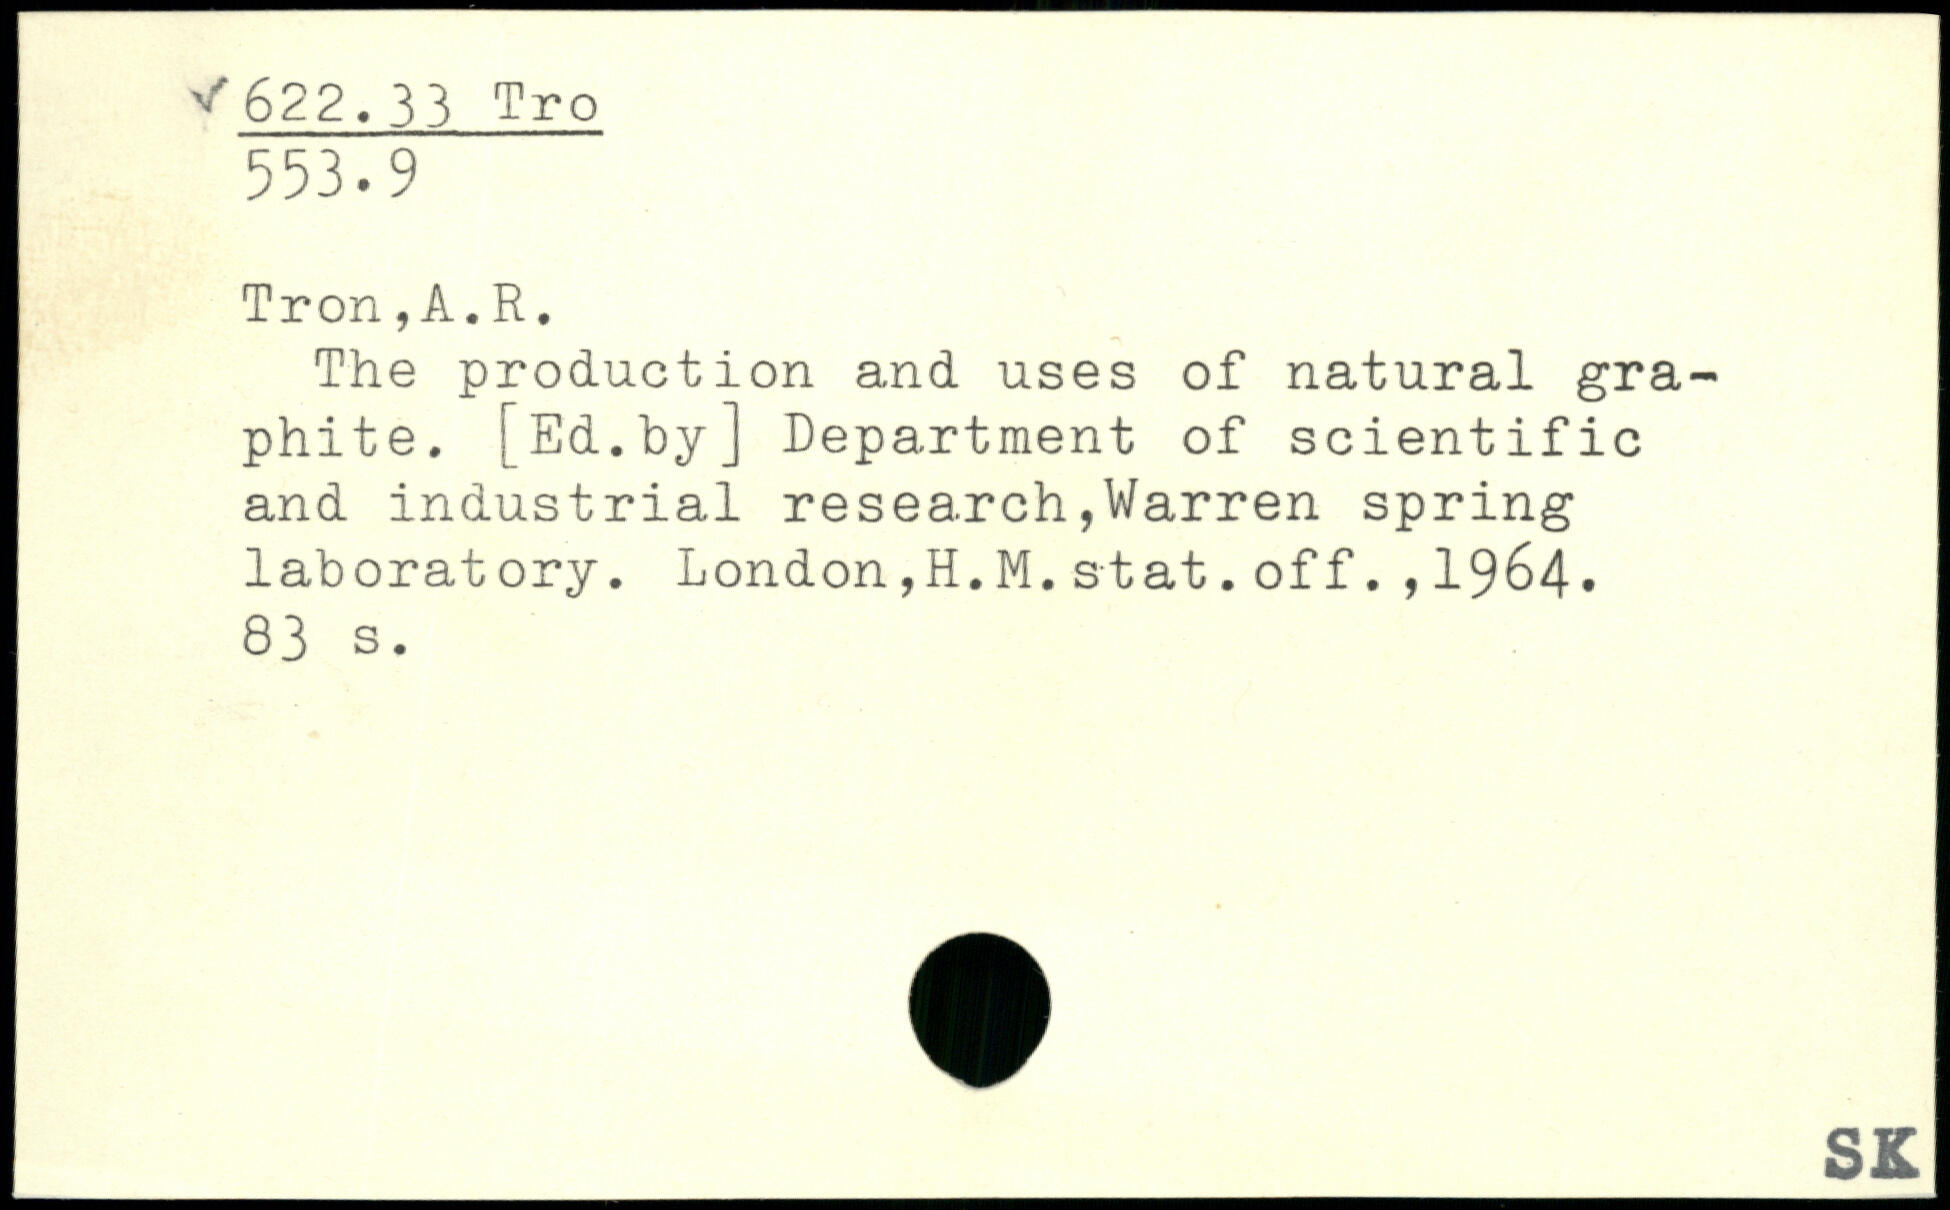 ✓ 622.33 Tro
553.9
Tron,A.R.
The production and uses of natural gra-
phite. [Ed.by] Department of scientific
and industrial research,Warren spring
laboratory. London,H.M.stat.off.,1964.
83 s.
SK